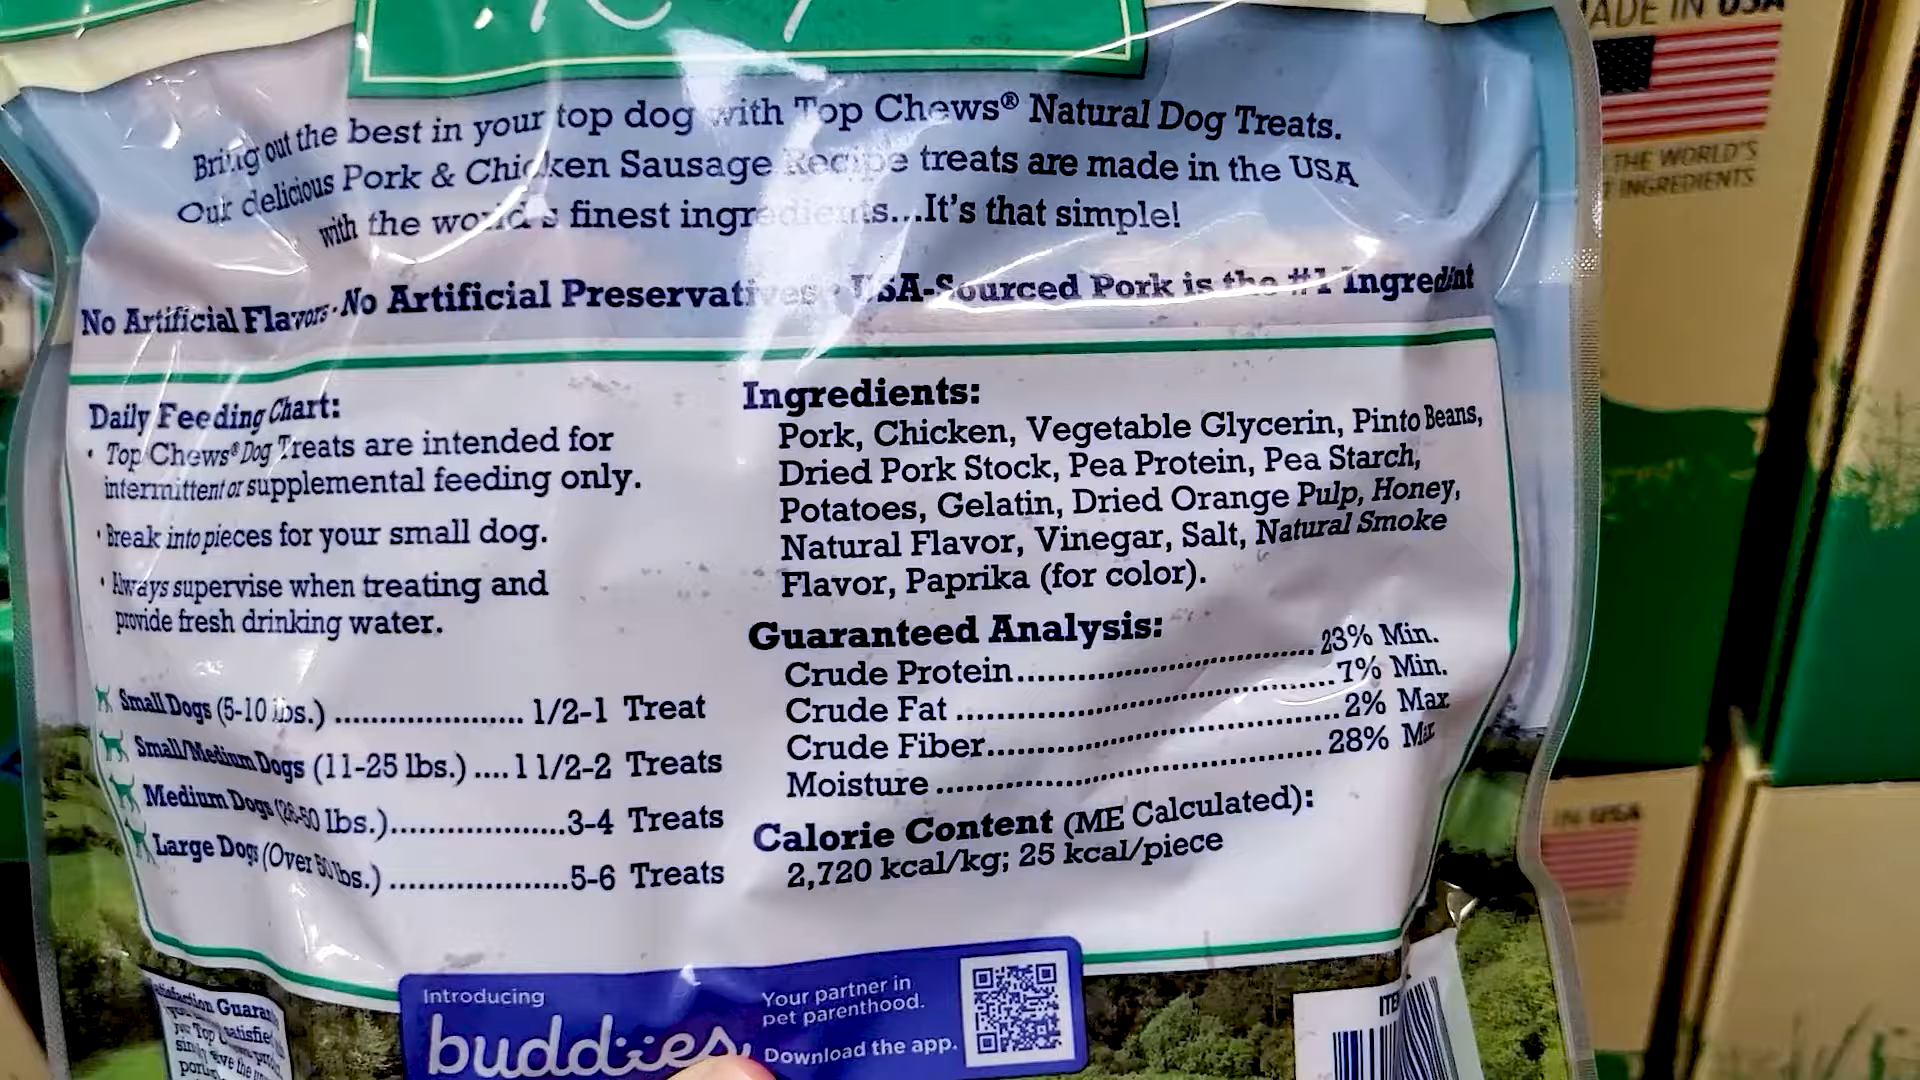 Bring out the best in your top dog with Top Chews® Natural Dog Treats.
Our delicious Pork & Chicken Sausage Recipe treats are made in the USA
with the world's finest ingredients...It's that simple!
No Artificial Flavors · No Artificial Preservatives · USA-Sourced Pork is the #1 Ingredint
Daily Feeding Chart:
• Top Chews® Dog Treats are intended for
intermittent or supplemental feeding only.
• Break into pieces for your small dog.
• Always supervise when treating and
provide fresh drinking water.
Small Dogs (5-10 lbs.) .................... 1/2-1 Treat
Small/Medium Dogs (11-25 lbs.) .... 1 1/2-2 Treats
Medium Dogs (26-50 lbs.)...................3-4 Treats
Large Dogs (Over 50 lbs.) ...................5-6 Treats
Ingredients:
Pork, Chicken, Vegetable Glycerin, Pinto Beans,
Dried Pork Stock, Pea Protein, Pea Starch,
Potatoes, Gelatin, Dried Orange Pulp, Honey,
Natural Flavor, Vinegar, Salt, Natural Smoke
Flavor, Paprika (for color).
Guaranteed Analysis:
Crude Protein.................................. 23% Min.
Crude Fat ..........................................7% Min.
Crude Fiber.......................................2% Max
Moisture .......................................... 28%
Calorie Content (ME Calculated):
2,720 kcal/kg; 25 kcal/piece
Introducing
buddies
Your partner in
pet parenthood.
Download the app.
Guaran
ITE
MADE IN USA
THE WORLD'S
INGREDIENTS
IN USA